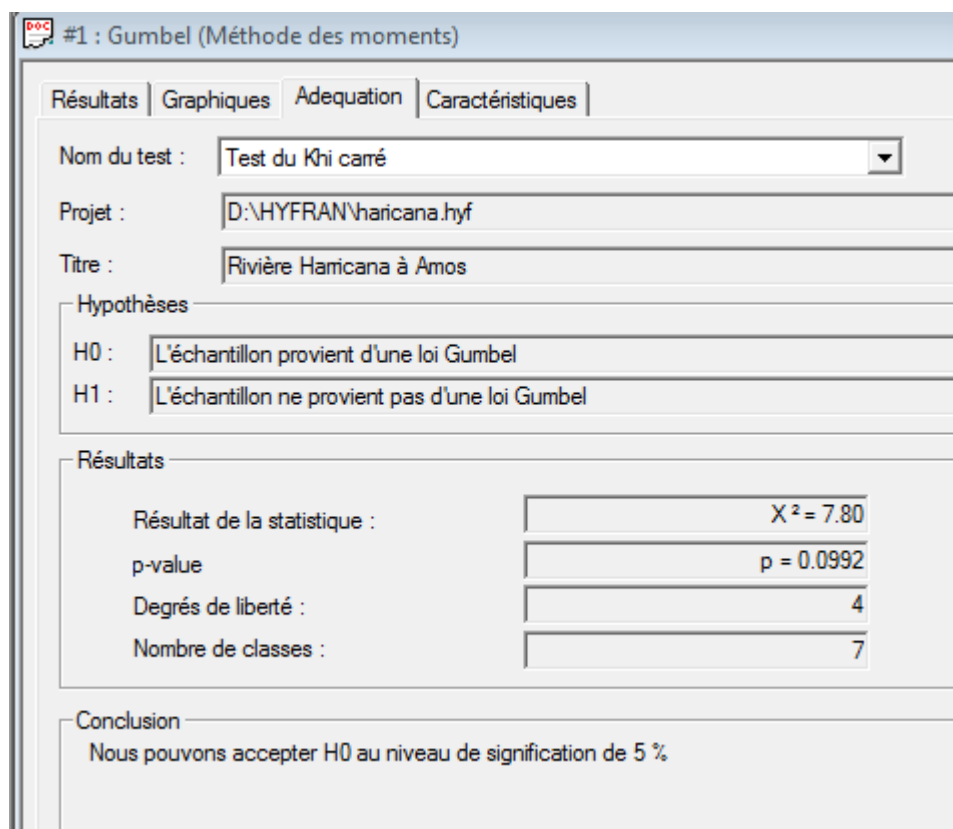 DOC #1 : Gumbel (Méthode des moments)
Résultats Graphiques Adequation Caractéristiques
Nom du test : Test du Khi carré
Projet : D:\HYFRAN\haricana.hyf
Titre : Rivière Harricana à Amos
Hypothèses
H0 : L'échantillon provient d'une loi Gumbel
H1 : L'échantillon ne provient pas d'une loi Gumbel
Résultats
Résultat de la statistique : X² = 7.80
p-value p = 0.0992
Degrés de liberté : 4
Nombre de classes : 7
Conclusion
Nous pouvons accepter H0 au niveau de signification de 5 %